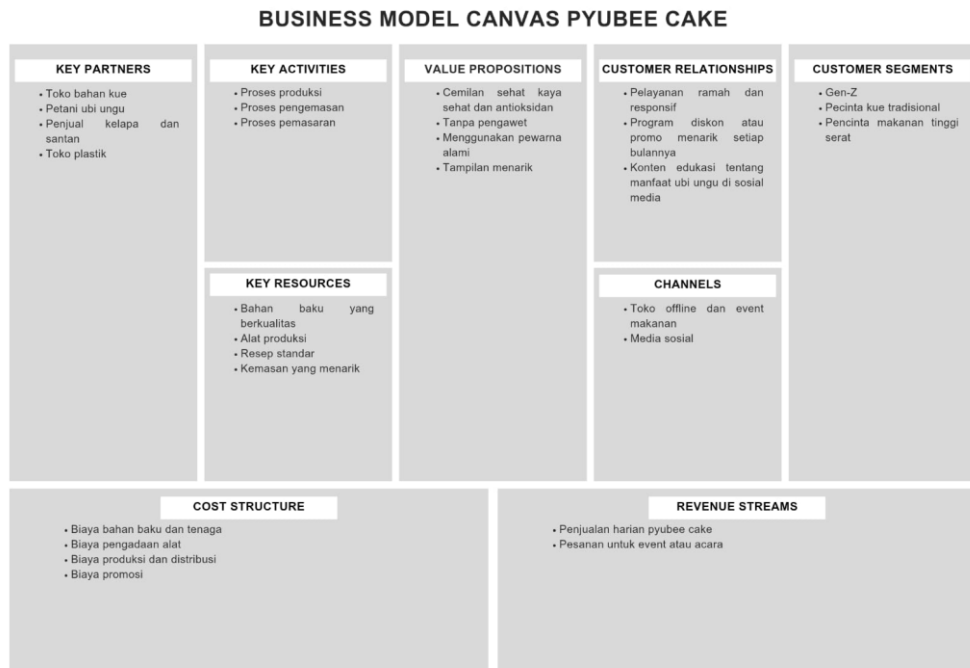 BUSINESS MODEL CANVAS PYUBEE CAKE
KEY PARTNERS
• Toko bahan kue
• Petani ubi ungu
• Penjual kelapa dan
santan
• Toko plastik
KEY ACTIVITIES
• Proses produksi
• Proses pengemasan
• Proses pemasaran
KEY RESOURCES
• Bahan baku yang
berkualitas
• Alat produksi
• Resep standar
• Kemasan yang menarik
VALUE PROPOSITIONS
• Cemilan sehat kaya
sehat dan antioksidan
• Tanpa pengawet
• Menggunakan pewarna
alami
• Tampilan menarik
CUSTOMER RELATIONSHIPS
• Pelayanan ramah dan
responsif
• Program diskon atau
promo menarik setiap
bulannya
• Konten edukasi tentang
manfaat ubi ungu di sosial
media
CHANNELS
• Toko offline dan event
makanan
• Media sosial
CUSTOMER SEGMENTS
• Gen-Z
• Pecinta kue tradisional
• Pencinta makanan tinggi
serat
COST STRUCTURE
• Biaya bahan baku dan tenaga
• Biaya pengadaan alat
• Biaya produksi dan distribusi
• Biaya promosi
REVENUE STREAMS
• Penjualan harian pyubee cake
• Pesanan untuk event atau acara